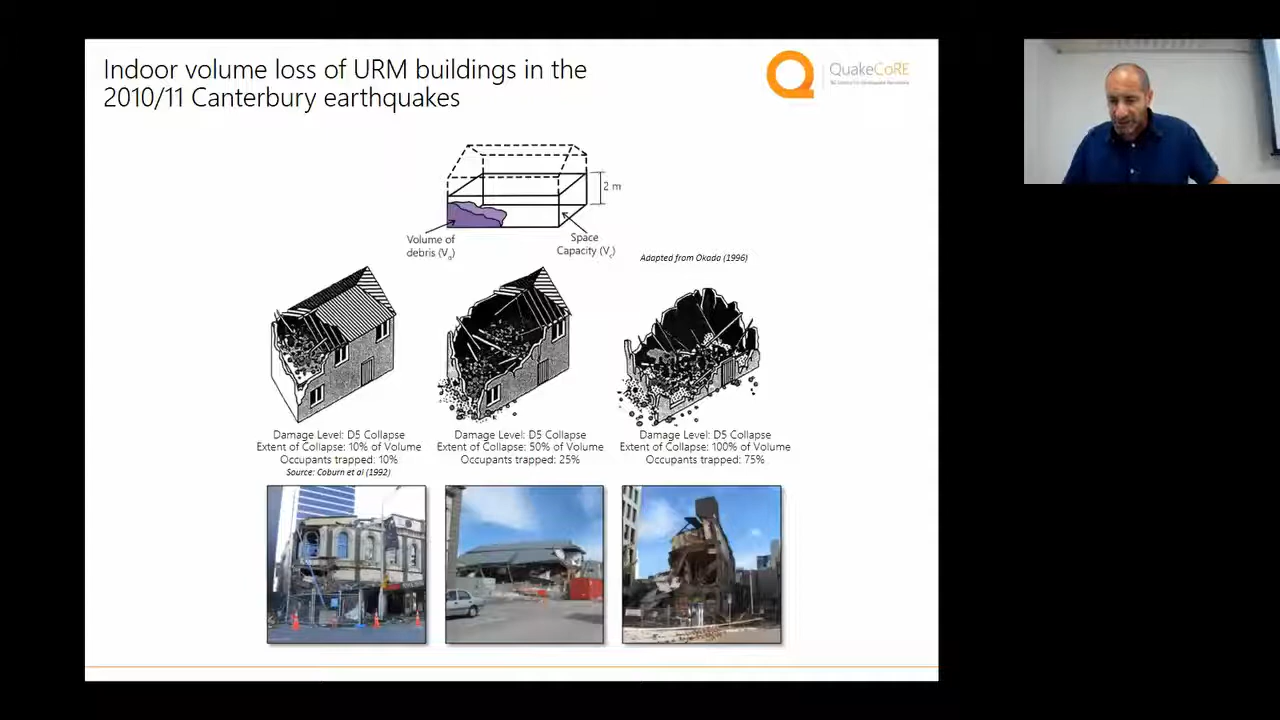 Indoor volume loss of URM buildings in the
2010/11 Canterbury earthquakes
QuakeCoRE
2 m
Volume of
debris (V
Space
Capacity (V
Adapted from Okada (1996)
Damage Level: D5 Collapse
Extent of Collapse: 10% of Volume
Occupants trapped: 10%
Source: Coburn et al (1992)
Damage Level: D5 Collapse
Extent of Collapse: 50% of Volume
Occupants trapped: 25%
Damage Level: D5 Collapse
Extent of Collapse: 100% of Volume
Occupants trapped: 75%